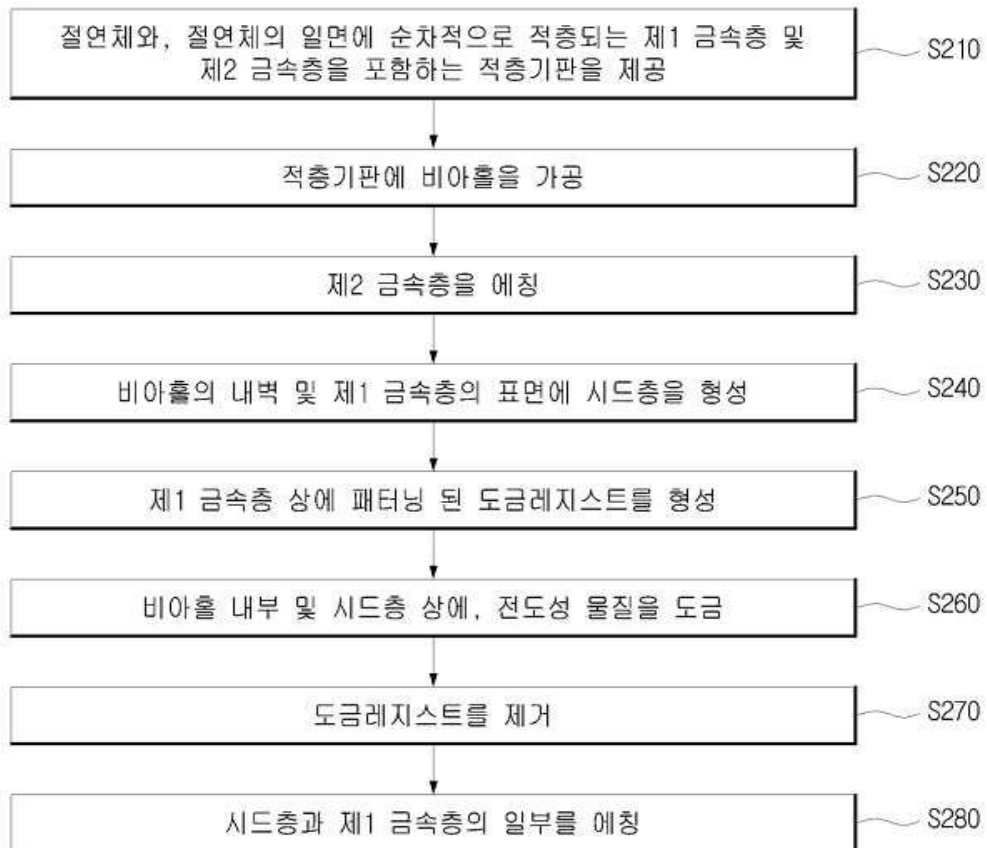 절연체와, 절연체의 일면에 순차적으로 적층되는 제1 금속층 및
제2 금속층을 포함하는 적층기판을 제공
S210
적층기판에 비아홀을 가공
S220
제2 금속층을 에칭
S230
비아홀의 내벽 및 제1 금속층의 표면에 시드층을 형성
S240
제1 금속층 상에 패터닝 된 도금레지스트를 형성
S250
비아홀 내부 및 시드층 상에, 전도성 물질을 도금
S260
도금레지스트를 제거
S270
시드층과 제1 금속층의 일부를 에칭
S280